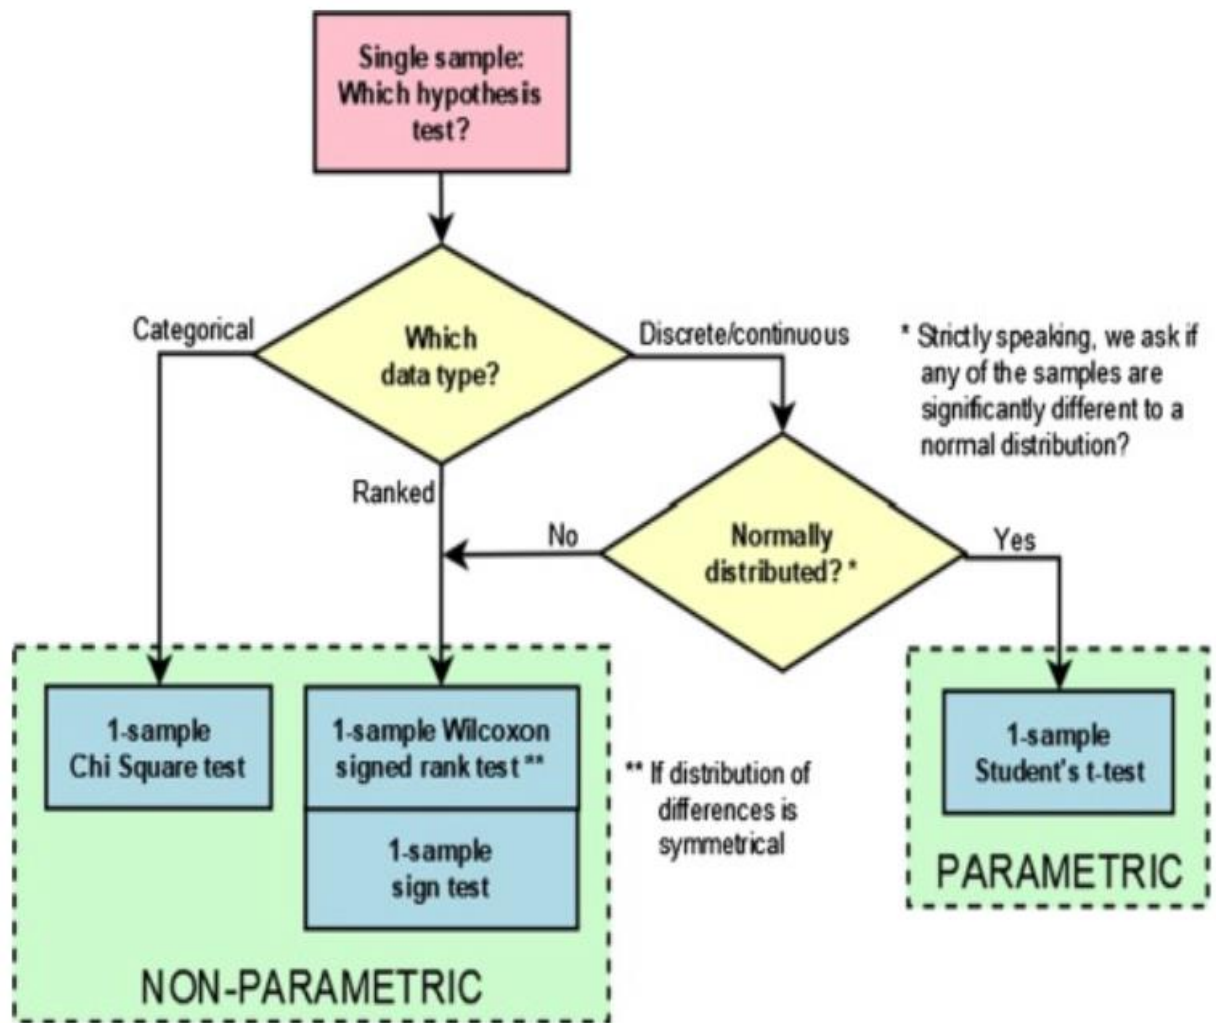 Single sample:
Which hypothesis
test?
Which
data type?
Categorical
Discrete/continuous
* Strictly speaking, we ask if
any of the samples are
significantly different to a
normal distribution?
Ranked
No
Normally
distributed? *
Yes
1-sample
Chi Square test
1-sample Wilcoxon
signed rank test **
1-sample
sign test
** If distribution of
differences is
symmetrical
1-sample
Student's t-test
PARAMETRIC
NON-PARAMETRIC